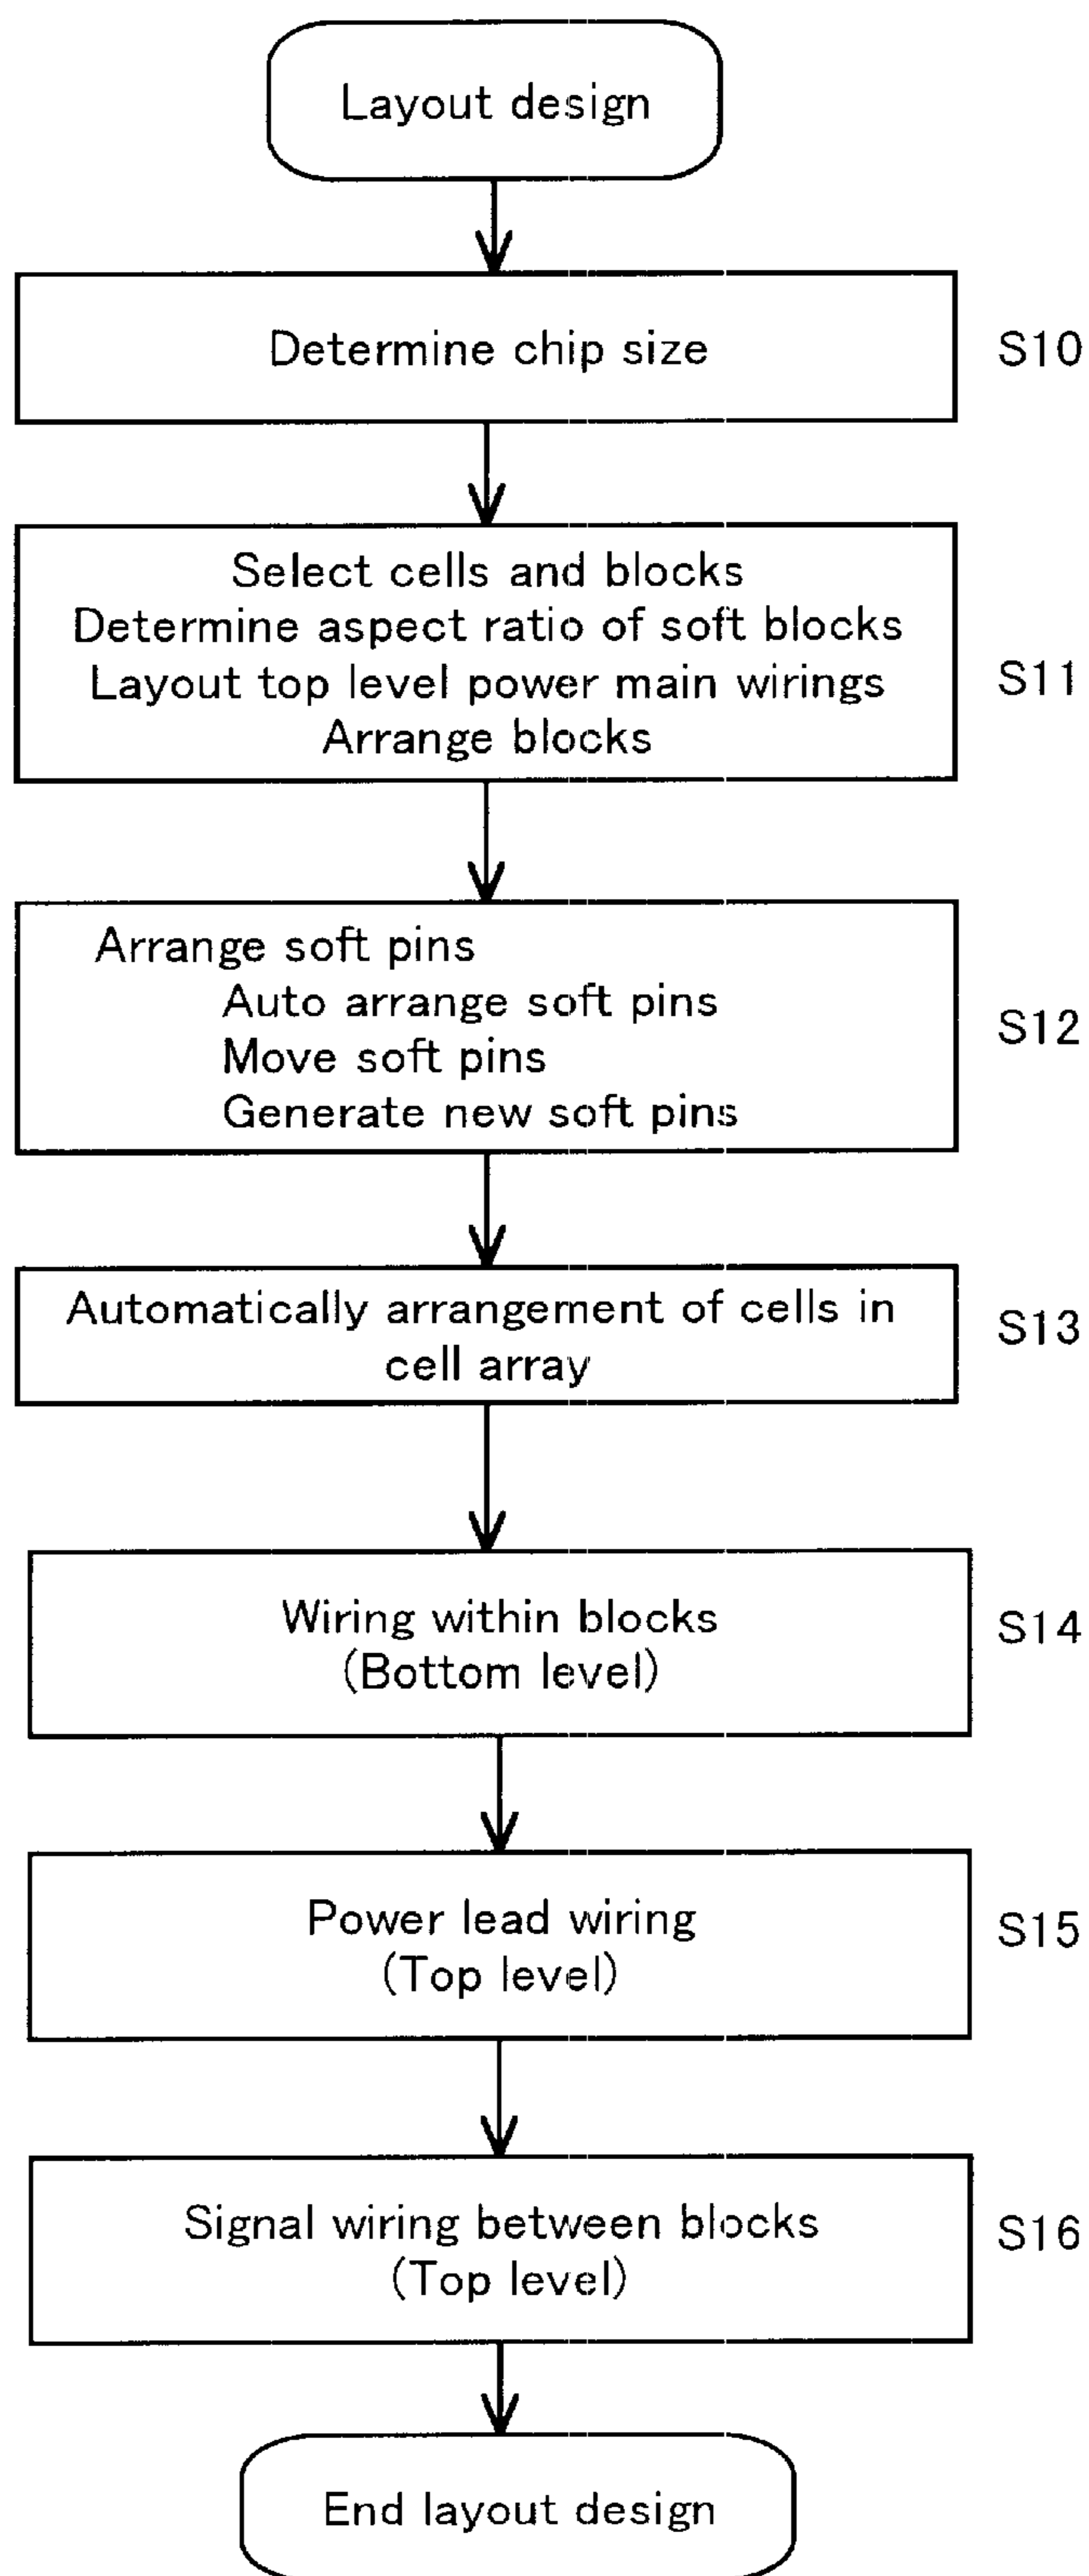 Layout design
Determine chip size
S10
Select cells and blocks
Determine aspect ratio of soft blocks
Layout top level power main wirings
Arrange blocks
S11
Arrange soft pins
Auto arrange soft pins
Move soft pins
Generate new soft pins
S12
Automatically arrangement of cells in
cell array
S13
Wiring within blocks
(Bottom level)
S14
Power lead wiring
(Top level)
S15
Signal wiring between blocks
(Top level)
S16
End layout design